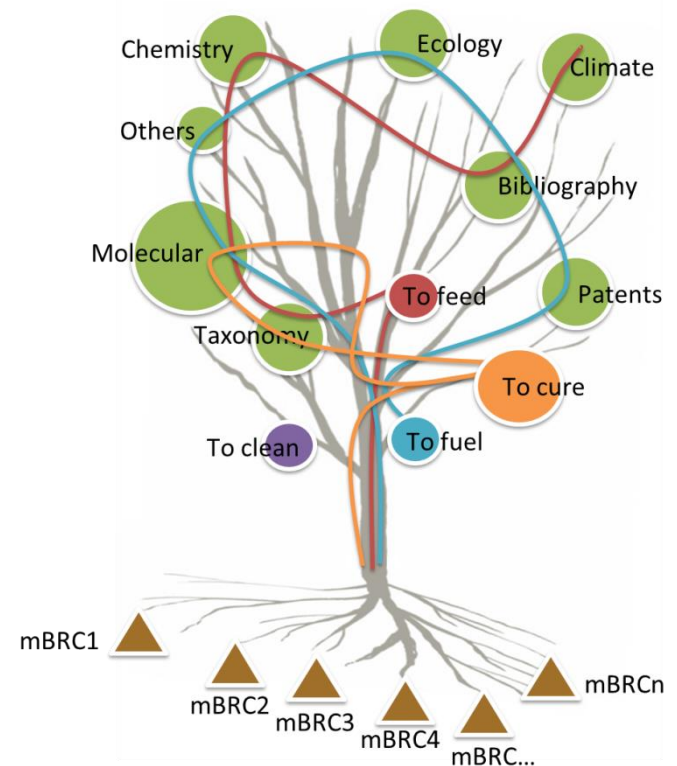 Chemistry
Ecology
Climate
Others
Bibliography
Molecular
To feed
Patents
Taxonomy
To cure
To clean
To fuel
mBRC1
mBRC2
mBRC3
mBRC4
mBRC...
mBRCn